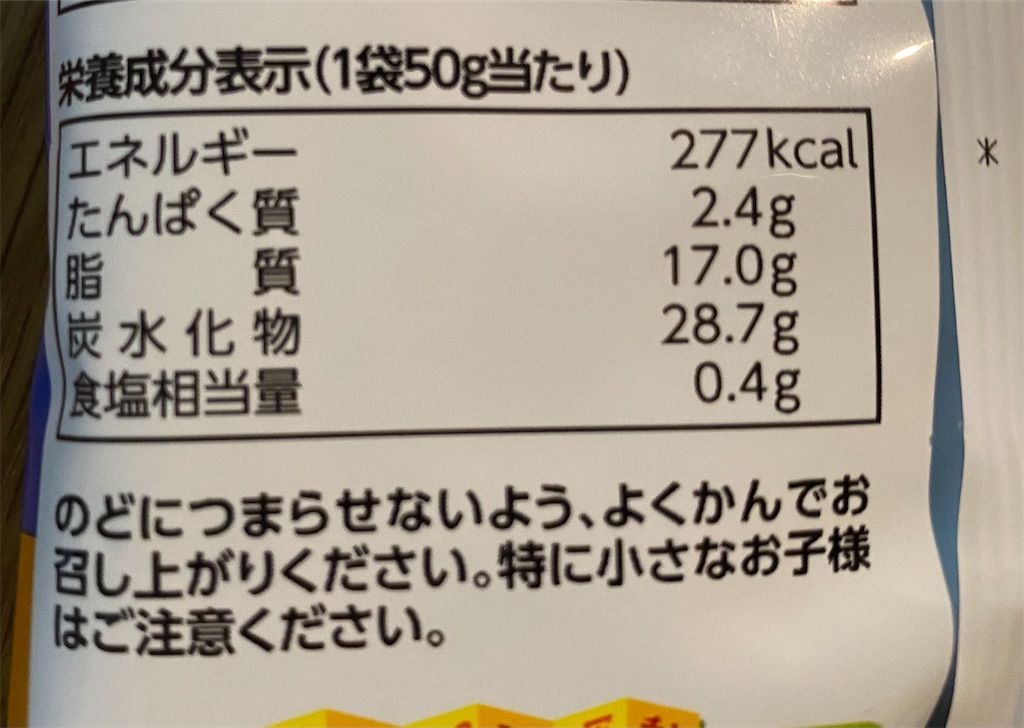 栄養成分表示(1袋50g当たり)
エネルギー 277kcal
たんぱく質 2.4g
脂質 17.0g
炭水化物 28.7g
食塩相当量 0.4g
のどにつまらせないよう、よくかんでお
召し上がりください。特に小さなお子様
はご注意ください。